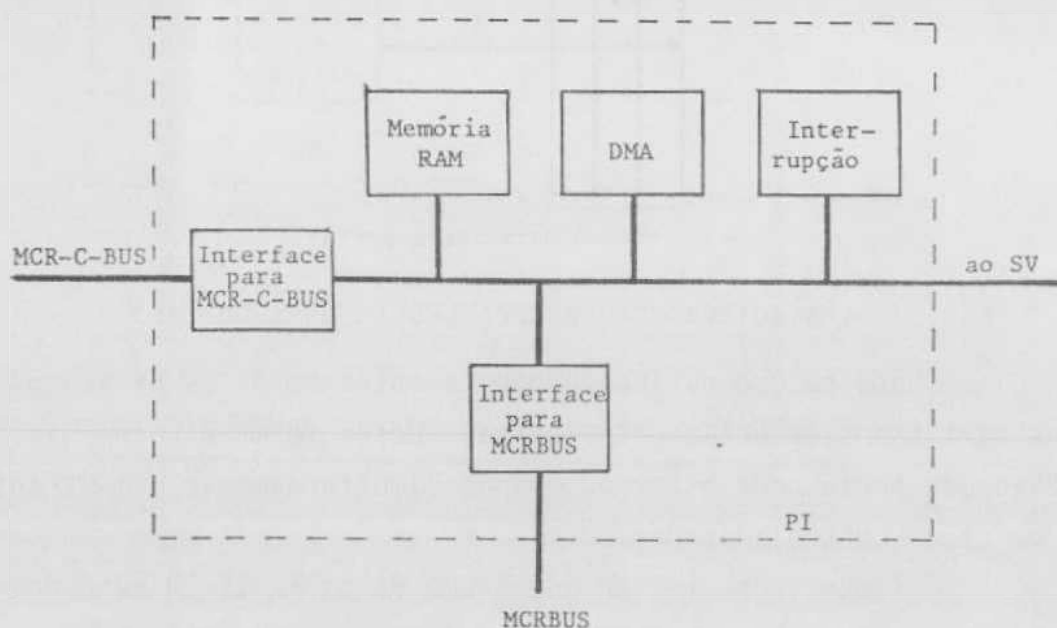 Memória
RAM
DMA
Inter-
rupção
MCR-C-BUS
Interface
para
MCR-C-BUS
ao SV
Interface
para
MCRBUS
PI
MCRBUS